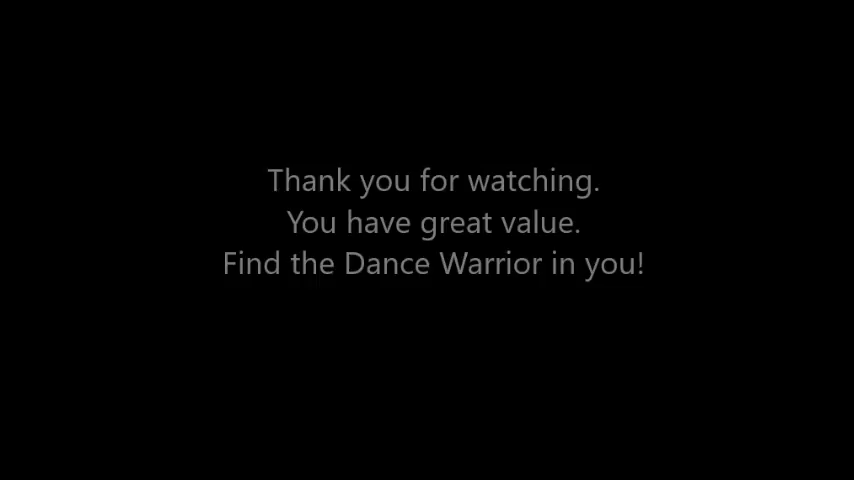 Thank you for watching.
You have great value.
Find the Dance Warrior in you!